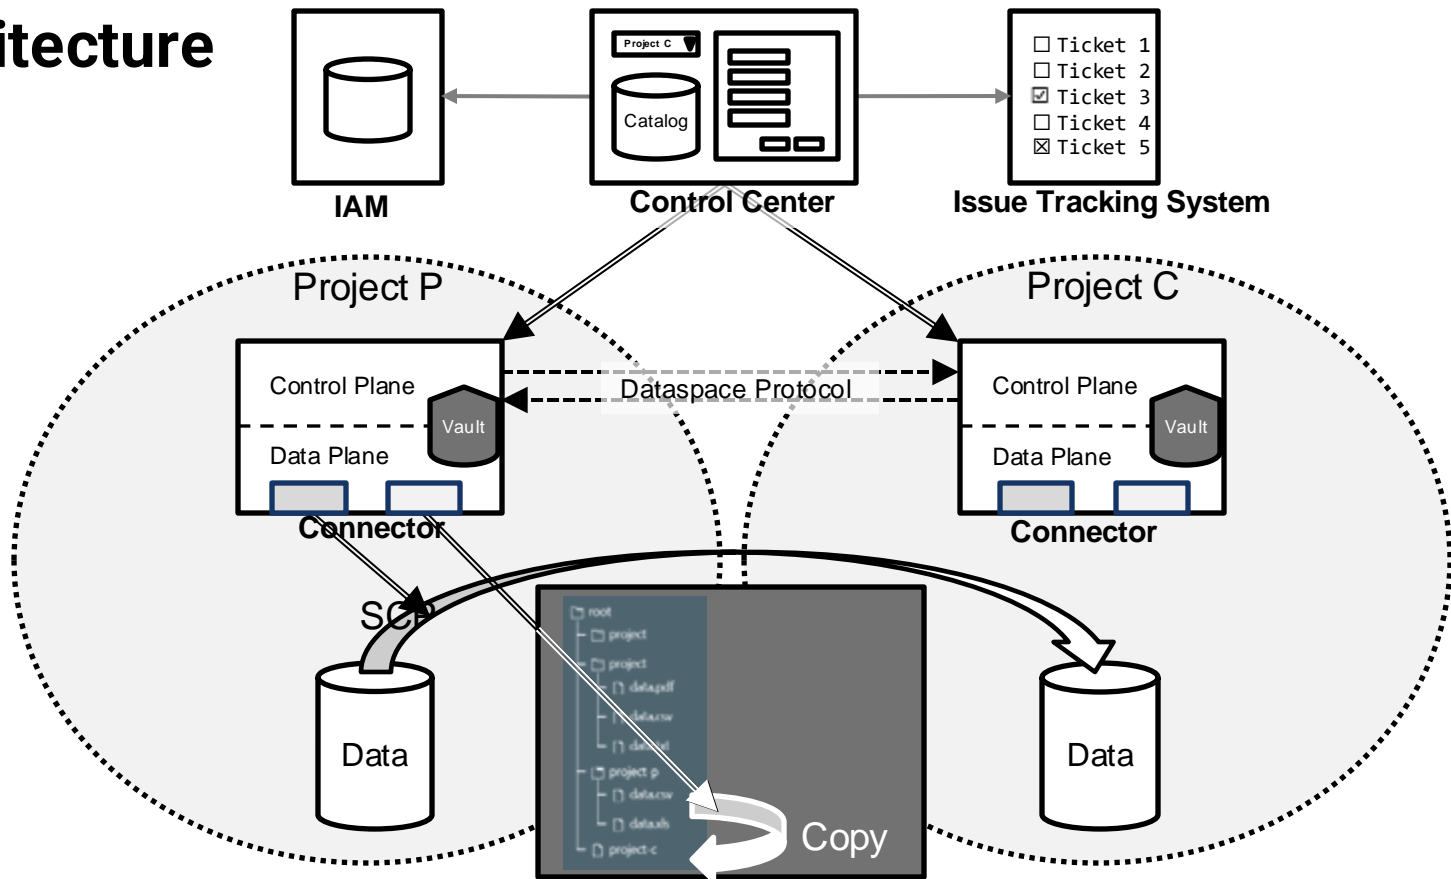 itecture
Project C
Catalog
☐ Ticket 1
☐ Ticket 2
☑ Ticket 3
☐ Ticket 4
☒ Ticket 5
IAM
Control Center
Issue Tracking System
Project P
Project C
Control Plane
Vault
Data Plane
Connector
Dataspace Protocol
Control Plane
Vault
Data Plane
Connector
SCP
Data
root
project
project
data.pdf
data.csv
data.txt
project p
data.csv
data.xls
project-c
Copy
Data